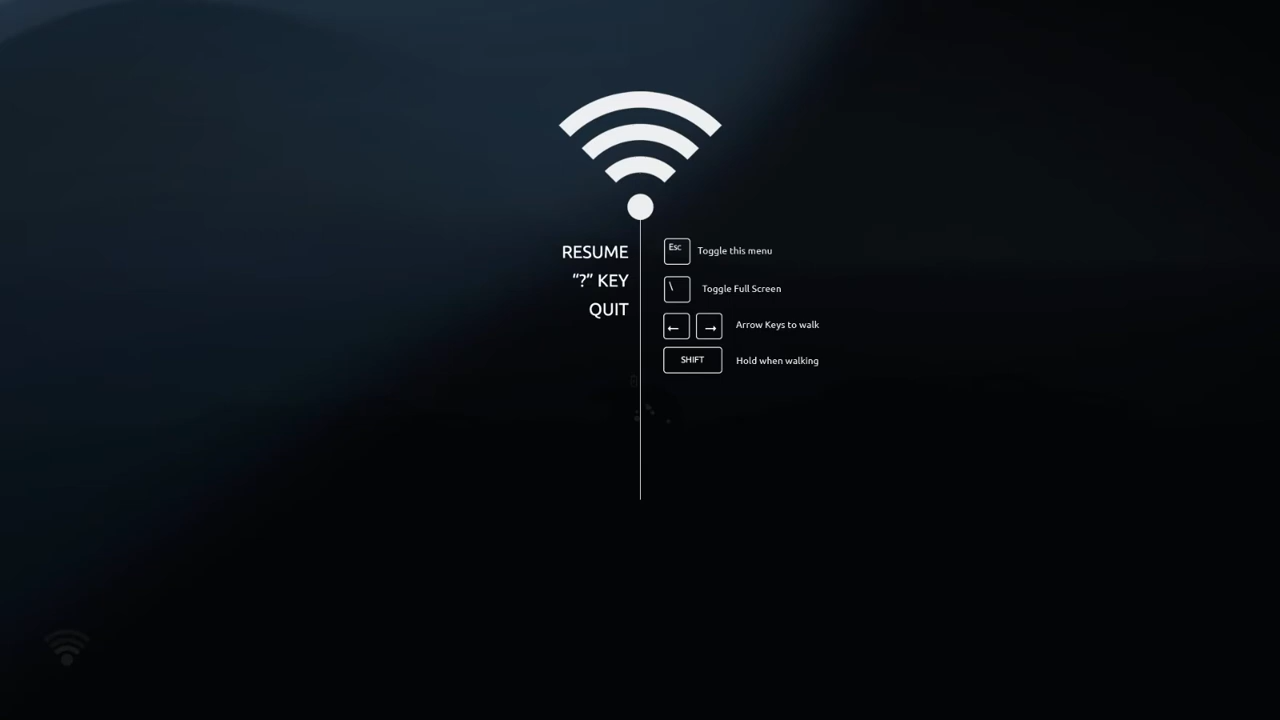 RESUME
“?” KEY
QUIT
Esc Toggle this menu
\ Toggle Full Screen
← → Arrow Keys to walk
SHIFT Hold when walking